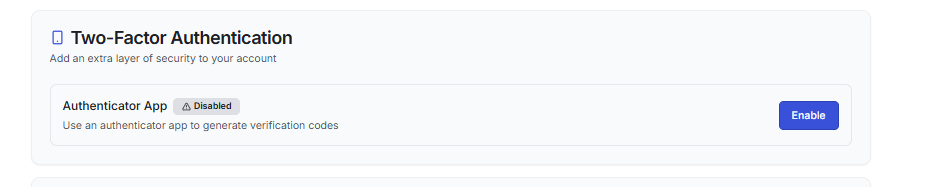 Two-Factor Authentication
Add an extra layer of security to your account
Authenticator App Disabled
Use an authenticator app to generate verification codes
Enable